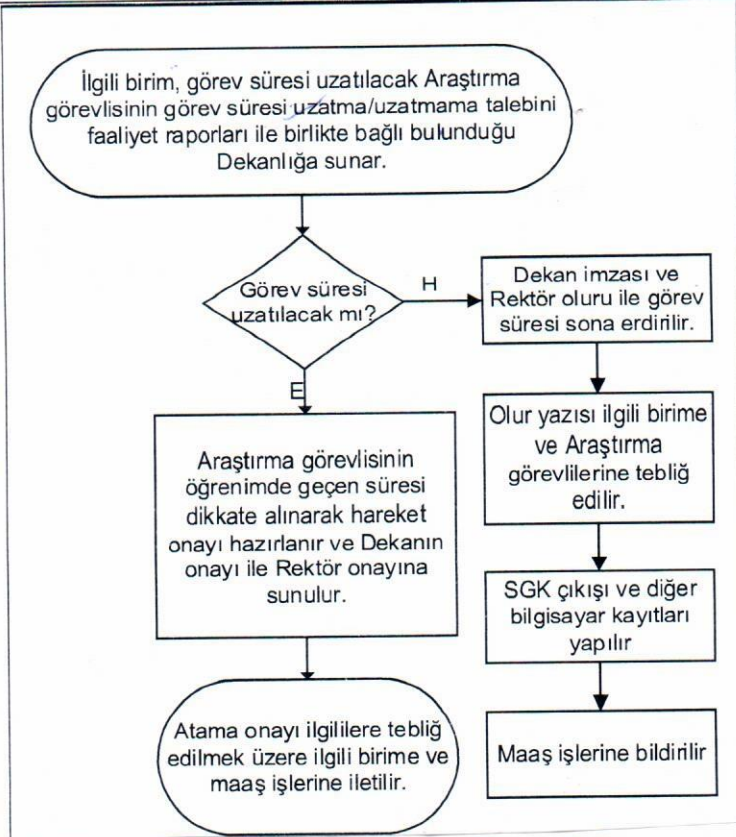 İlgili birim, görev süresi uzatılacak Araştırma
görevlisinin görev süresi uzatma/uzatmama talebini
faaliyet raporları ile birlikte bağlı bulunduğu
Dekanlığa sunar.
Görev süresi
uzatılacak mı?
H
Dekan imzası ve
Rektör oluru ile görev
süresi sona erdirilir.
Olur yazısı ilgili birime
ve Araştırma
görevlilerine tebliğ
edilir.
SGK çıkışı ve diğer
bilgisayar kayıtları
yapılır
Maaş işlerine bildirilir
E
Araştırma görevlisinin
öğrenimde geçen süresi
dikkate alınarak hareket
onayı hazırlanır ve Dekanın
onayı ile Rektör onayına
sunulur.
Atama onayı ilgililere tebliğ
edilmek üzere ilgili birime ve
maaş işlerine iletilir.